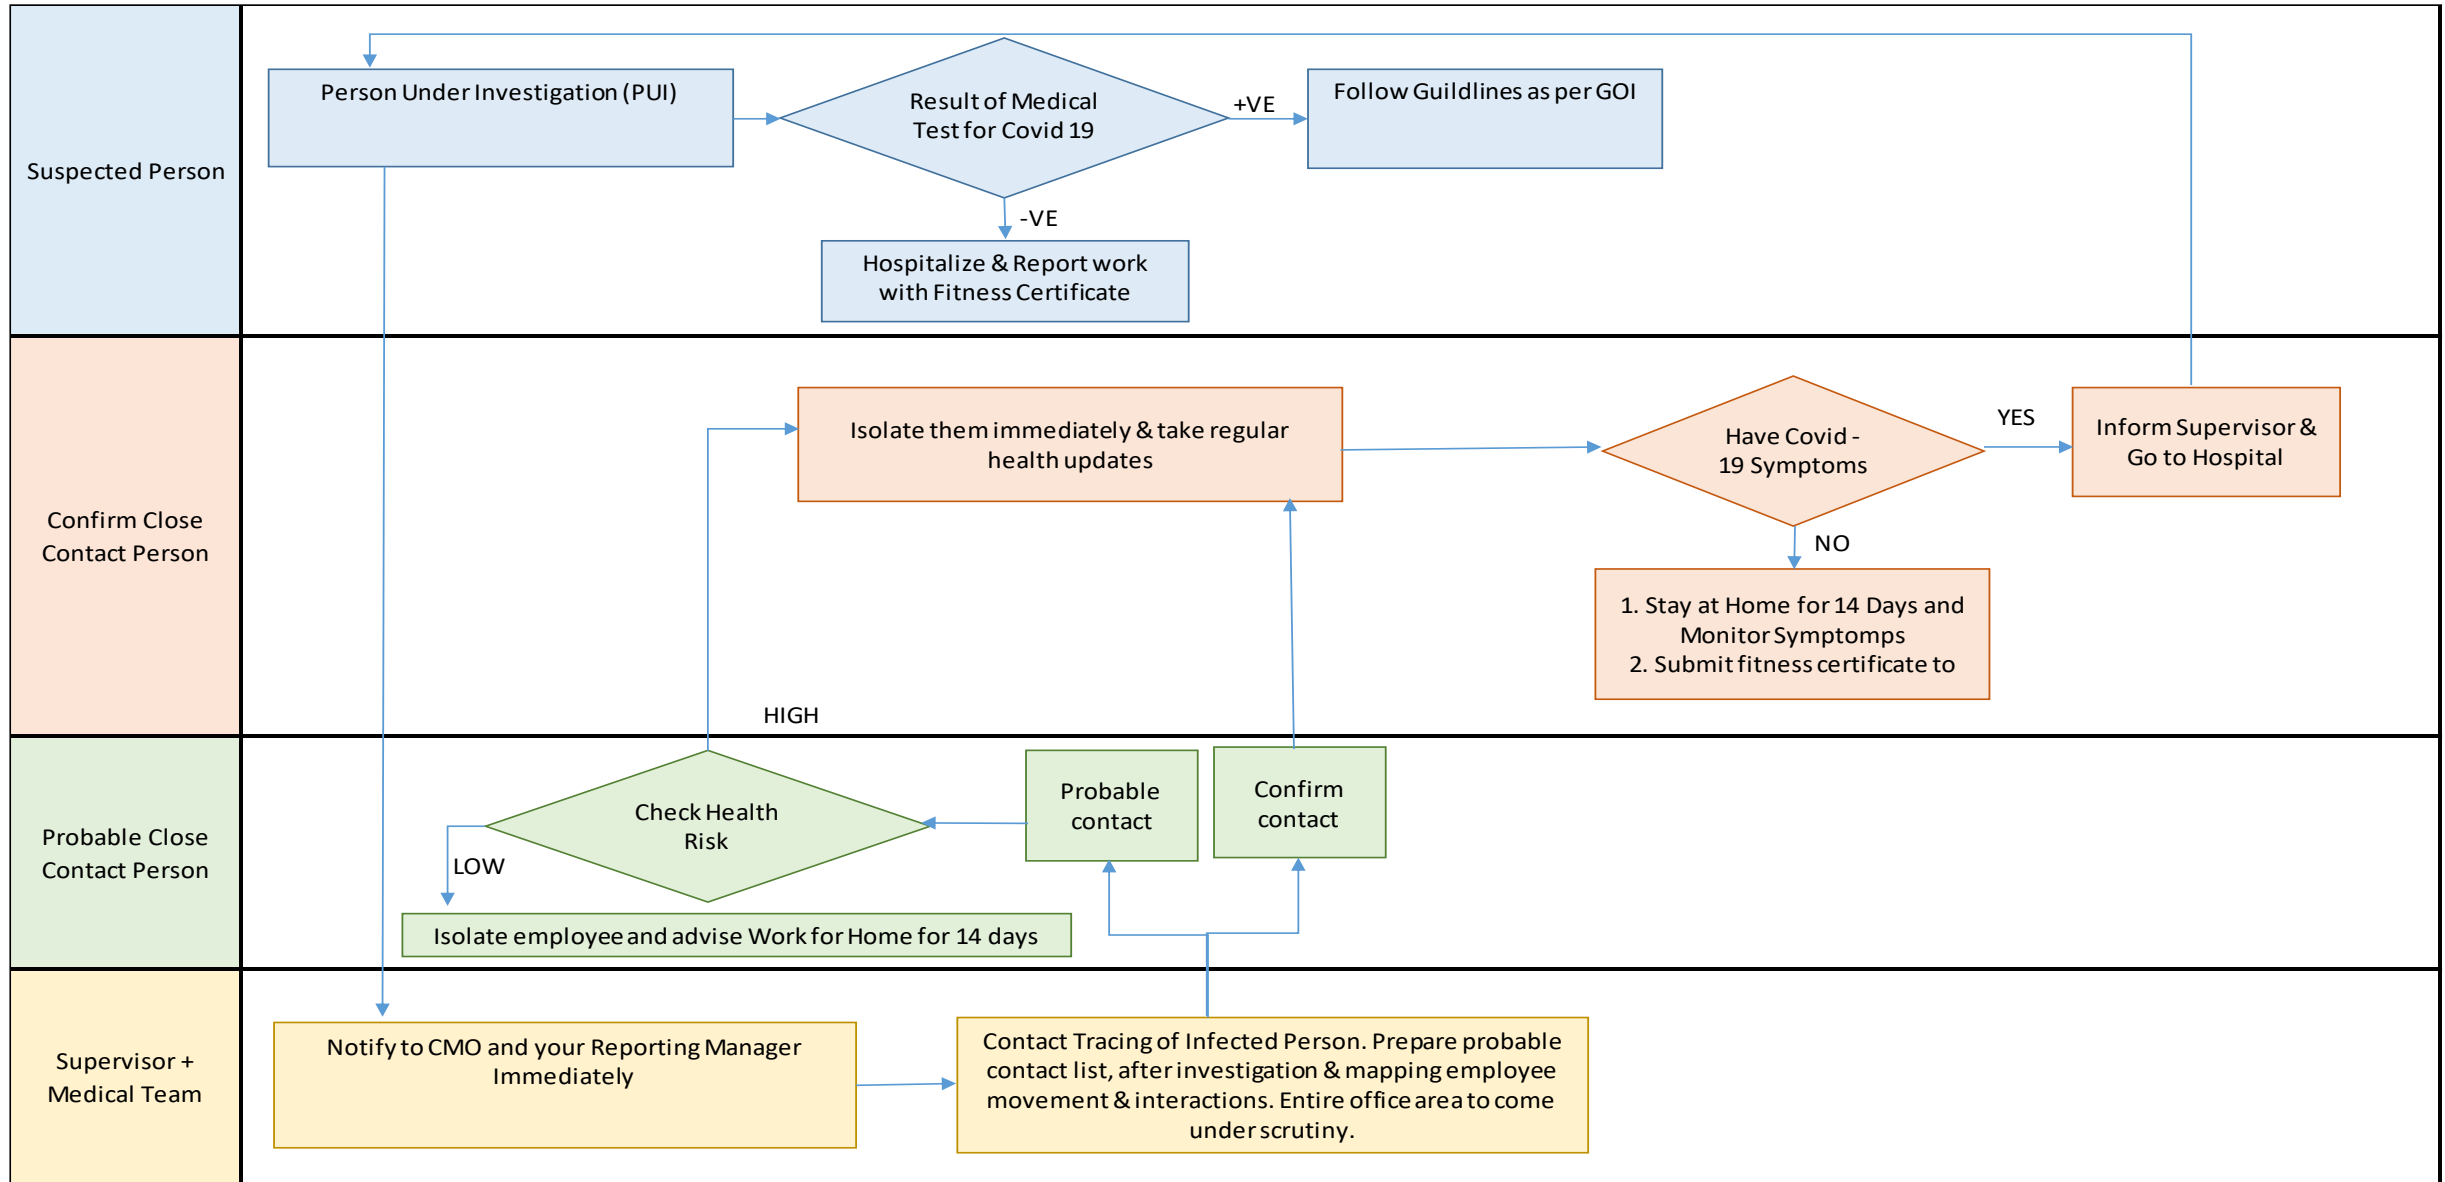 Suspected Person
Person Under Investigation (PUI)
Result of Medical
Test for Covid 19
+VE
Follow Guildlines as per GOI
-VE
Hospitalize & Report work
with Fitness Certificate
Confirm Close
Contact Person
Isolate them immediately & take regular
health updates
Have Covid -
19 Symptoms
YES
Inform Supervisor &
Go to Hospital
NO
1. Stay at Home for 14 Days and
Monitor Symptomps
2. Submit fitness certificate to
HIGH
Probable Close
Contact Person
Check Health
Risk
Probable
contact
Confirm
contact
LOW
Isolate employee and advise Work for Home for 14 days
Supervisor +
Medical Team
Notify to CMO and your Reporting Manager
Immediately
Contact Tracing of Infected Person. Prepare probable
contact list, after investigation & mapping employee
movement & interactions. Entire office area to come
under scrutiny.